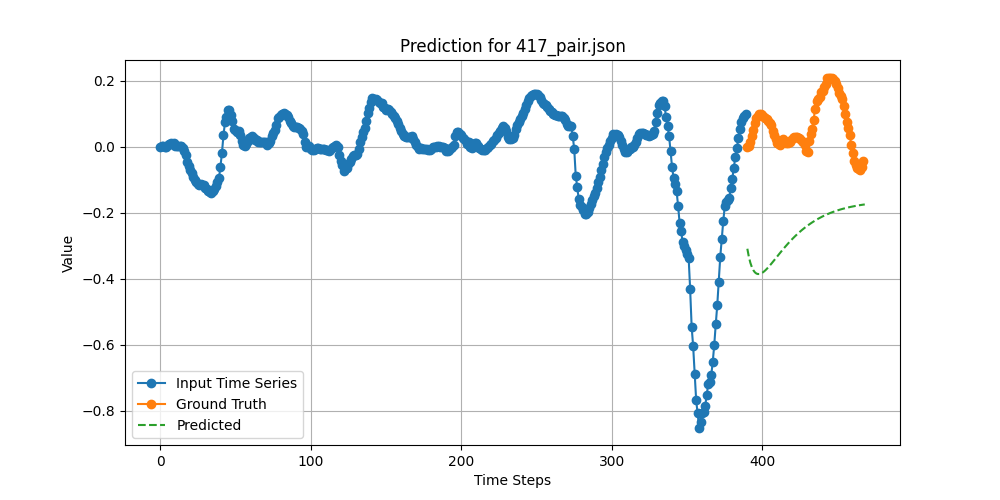 Prediction for 417_pair.json
0.2
0.0
−0.2
−0.4
−0.6
−0.8
Value
Input Time Series
Ground Truth
Predicted
0 100 200 300 400
Time Steps